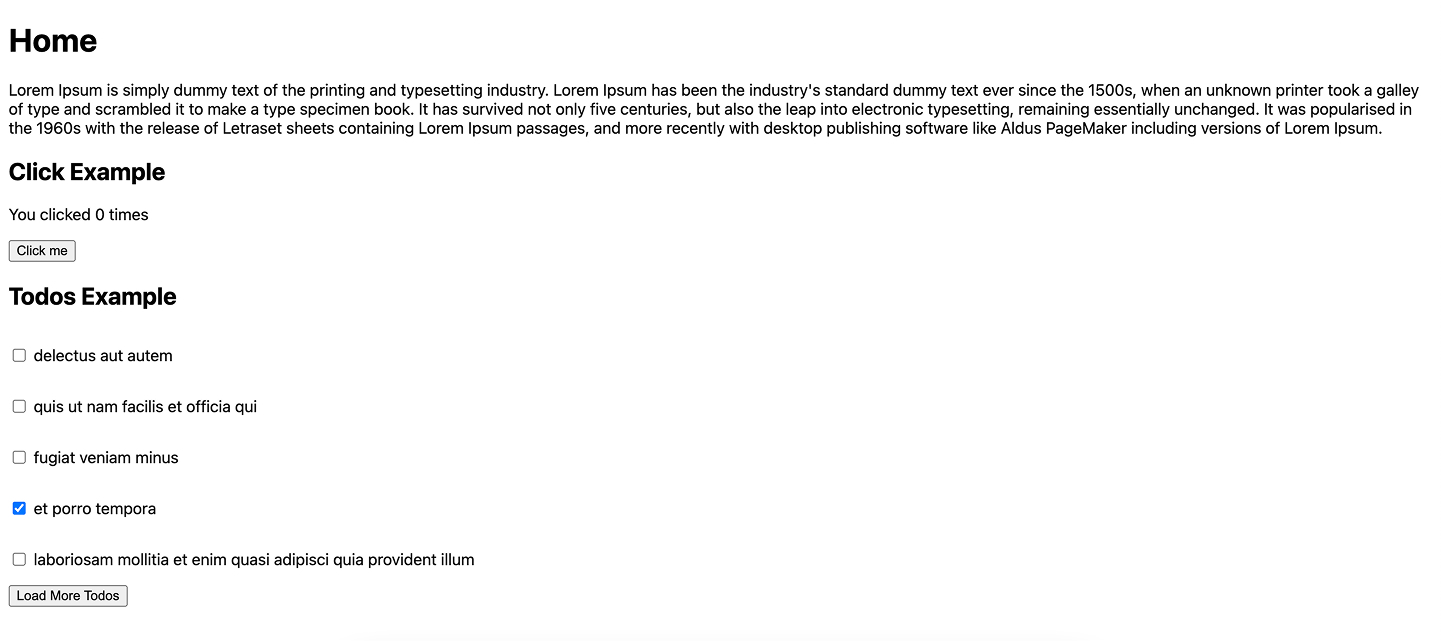 Home
Lorem Ipsum is simply dummy text of the printing and typesetting industry. Lorem Ipsum has been the industry's standard dummy text ever since the 1500s, when an unknown printer took a galley
of type and scrambled it to make a type specimen book. It has survived not only five centuries, but also the leap into electronic typesetting, remaining essentially unchanged. It was popularised in
the 1960s with the release of Letraset sheets containing Lorem Ipsum passages, and more recently with desktop publishing software like Aldus PageMaker including versions of Lorem Ipsum.
Click Example
You clicked 0 times
Click me
Todos Example
delectus aut autem
quis ut nam facilis et officia qui
fugiat veniam minus
et porro tempora
laboriosam mollitia et enim quasi adipisci quia provident illum
Load More Todos